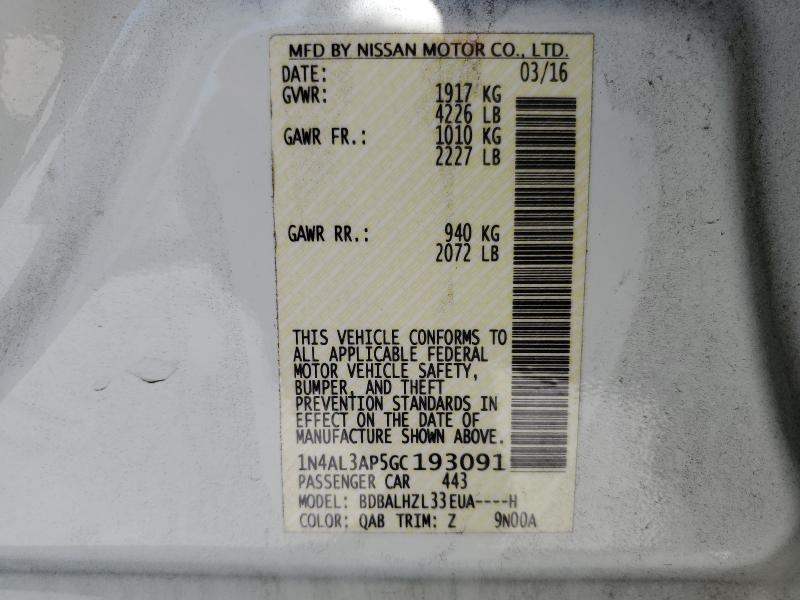 MFD BY NISSAN MOTOR CO., LTD.
DATE: 03/16
GVWR: 1917 KG
4226 LB
GAWR FR.: 1010 KG
2227 LB
GAWR RR.: 940 KG
2072 LB
THIS VEHICLE CONFORMS TO
ALL APPLICABLE FEDERAL
MOTOR VEHICLE SAFETY,
BUMPER, AND THEFT
PREVENTION STANDARDS IN
EFFECT ON THE DATE OF
MANUFACTURE SHOWN ABOVE.
1N4AL3AP5GC193091
PASSENGER CAR 443
MODEL: BDBALHZL33EUA----H
COLOR: QAB TRIM: Z 9N00A